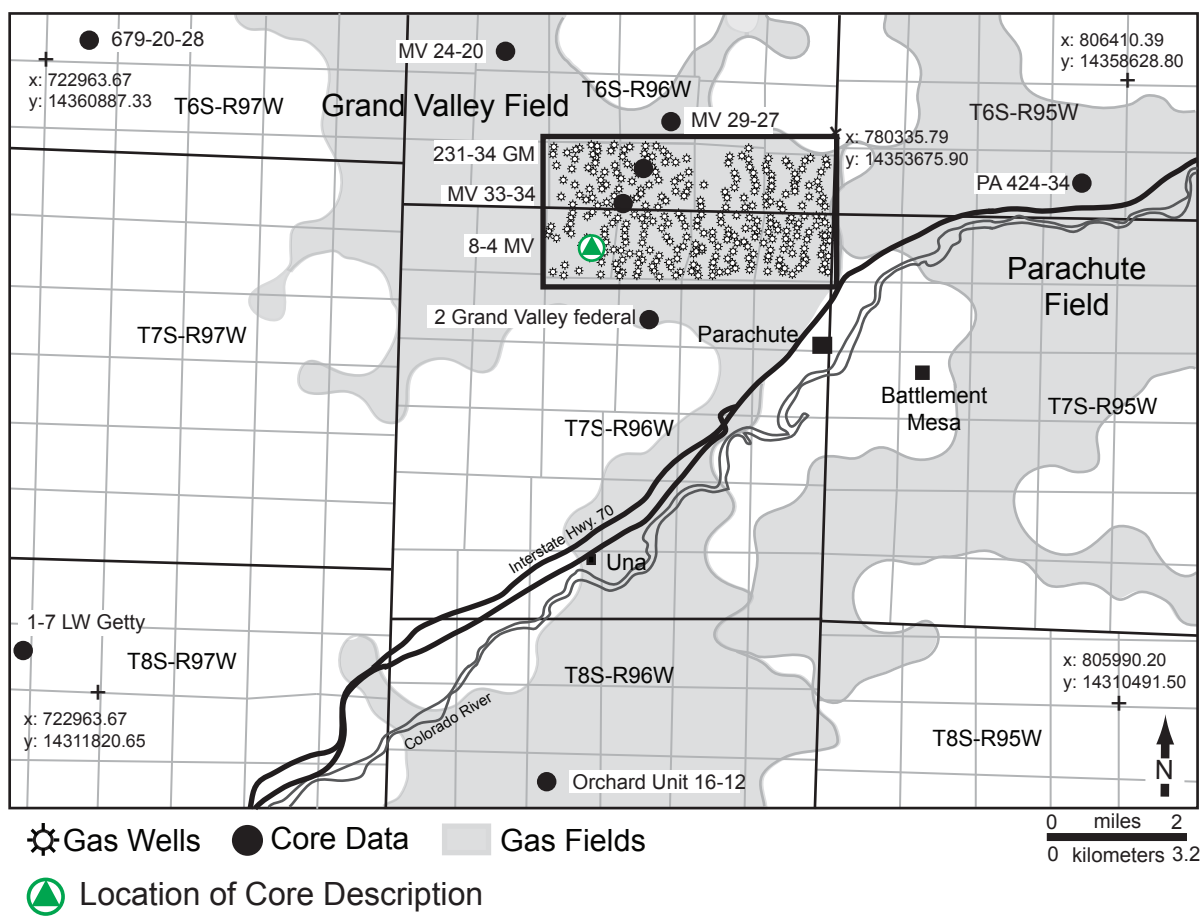 679-20-28
MV 24-20
x: 806410.39
y: 14358628.80
x: 722963.67
y: 14360887.33
T6S-R97W
Grand Valley Field
T6S-R96W
T6S-R95W
MV 29-27
x: 780335.79
y: 14353675.90
231-34 GM
PA 424-34
MV 33-34
8-4 MV
Parachute
Field
2 Grand Valley federal
Parachute
T7S-R97W
Battlement
Mesa
T7S-R95W
T7S-R96W
Interstate Hwy. 70
Una
1-7 LW Getty
T8S-R97W
T8S-R96W
x: 805990.20
y: 14310491.50
x: 722963.67
y: 14311820.65
Colorado River
T8S-R95W
N
Orchard Unit 16-12
0 miles 2
0 kilometers 3.2
Gas Wells
Core Data
Gas Fields
Location of Core Description